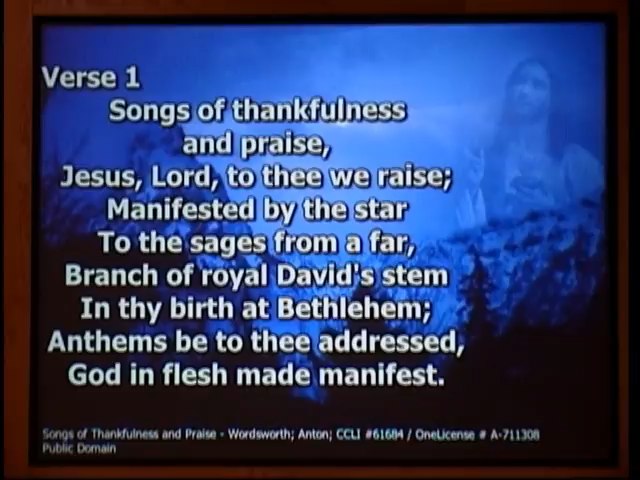 Verse 1
Songs of thankfulness
and praise,
Jesus, Lord, to thee we raise;
Manifested by the star
To the sages from a far,
Branch of royal David's stem
In thy birth at Bethlehem;
Anthems be to thee addressed,
God in flesh made manifest.
Songs of Thankfulness and Praise - Wordsworth; Anton; CCLI #61684 / OneLicense # A-711308
Public Domain